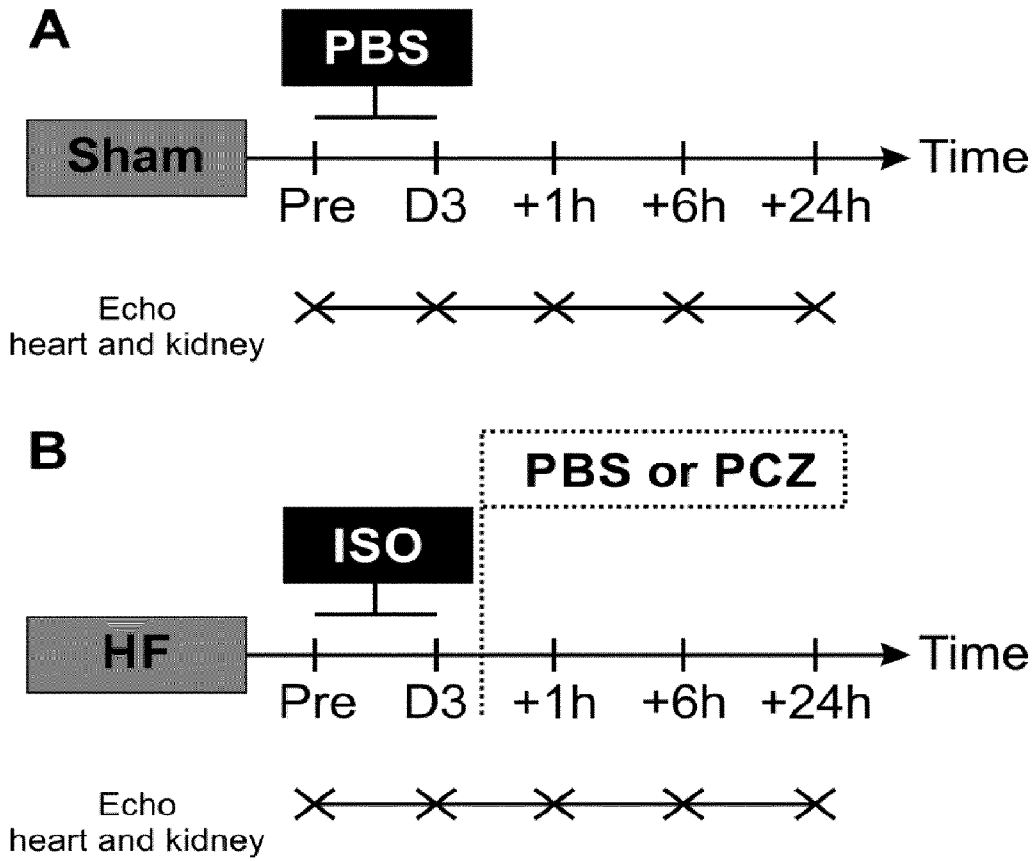 A
PBS
Sham
Time
Pre D3 +1h +6h +24h
Echo
heart and kidney
B
PBS or PCZ
ISO
HF
Time
Pre D3 +1h +6h +24h
Echo
heart and kidney